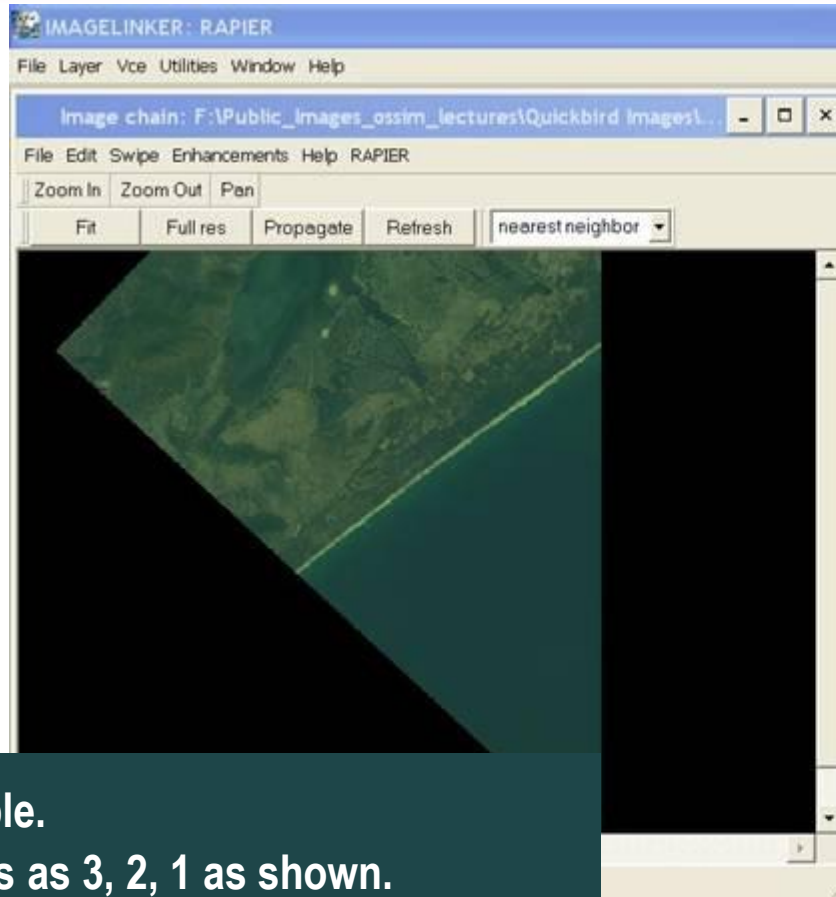 IMAGELINKER: RAPIER
File Layer Vce Utilities Window Help
Image chain: F:\Public_Images_ossim_lectures\Quickbird Images\...
File Edit Swipe Enhancements Help RAPIER
Zoom In Zoom Out Pan
Fit Full res Propagate Refresh nearest neighbor
le.
s as 3, 2, 1 as shown.